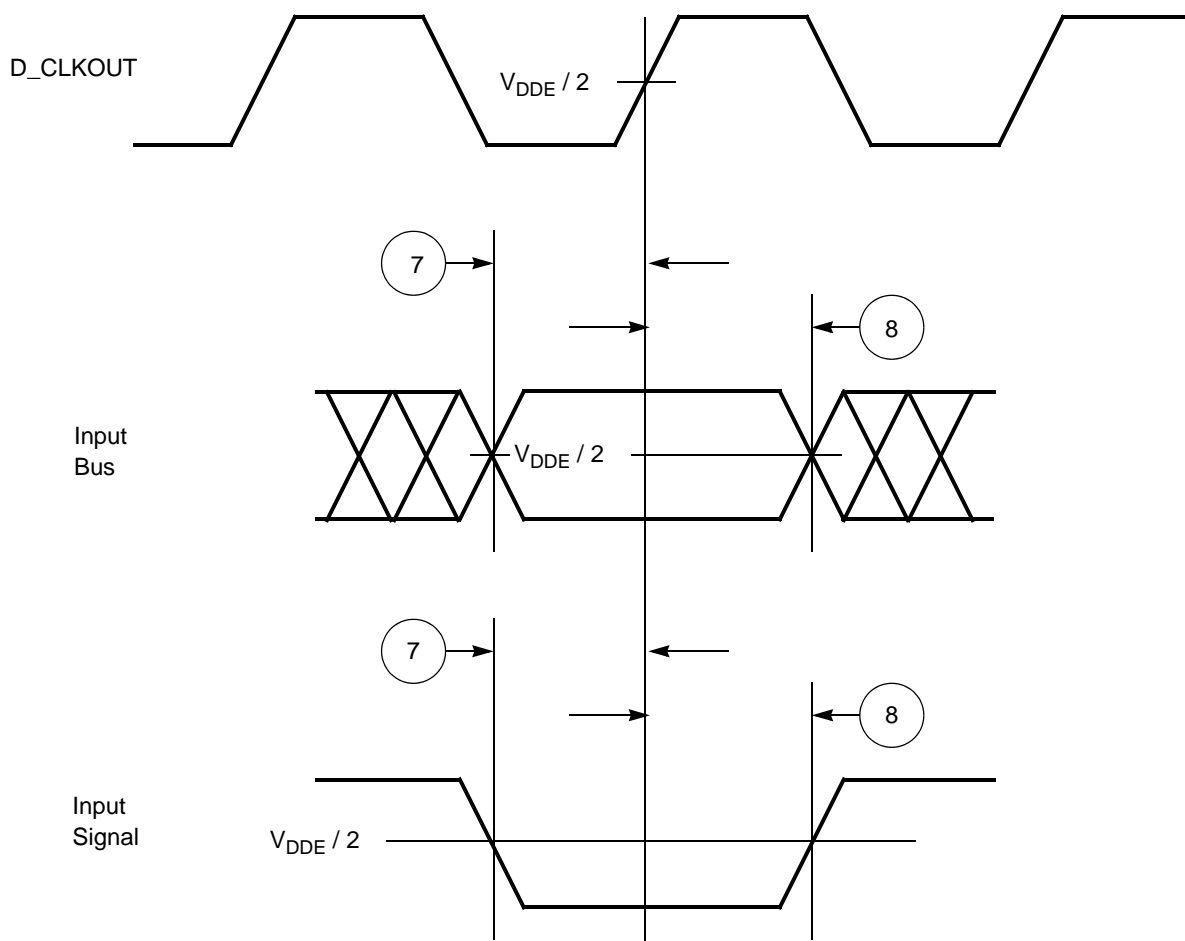 D_CLKOUT
VDDE / 2
7
8
Input
Bus
VDDE / 2
7
8
Input
Signal
VDDE / 2